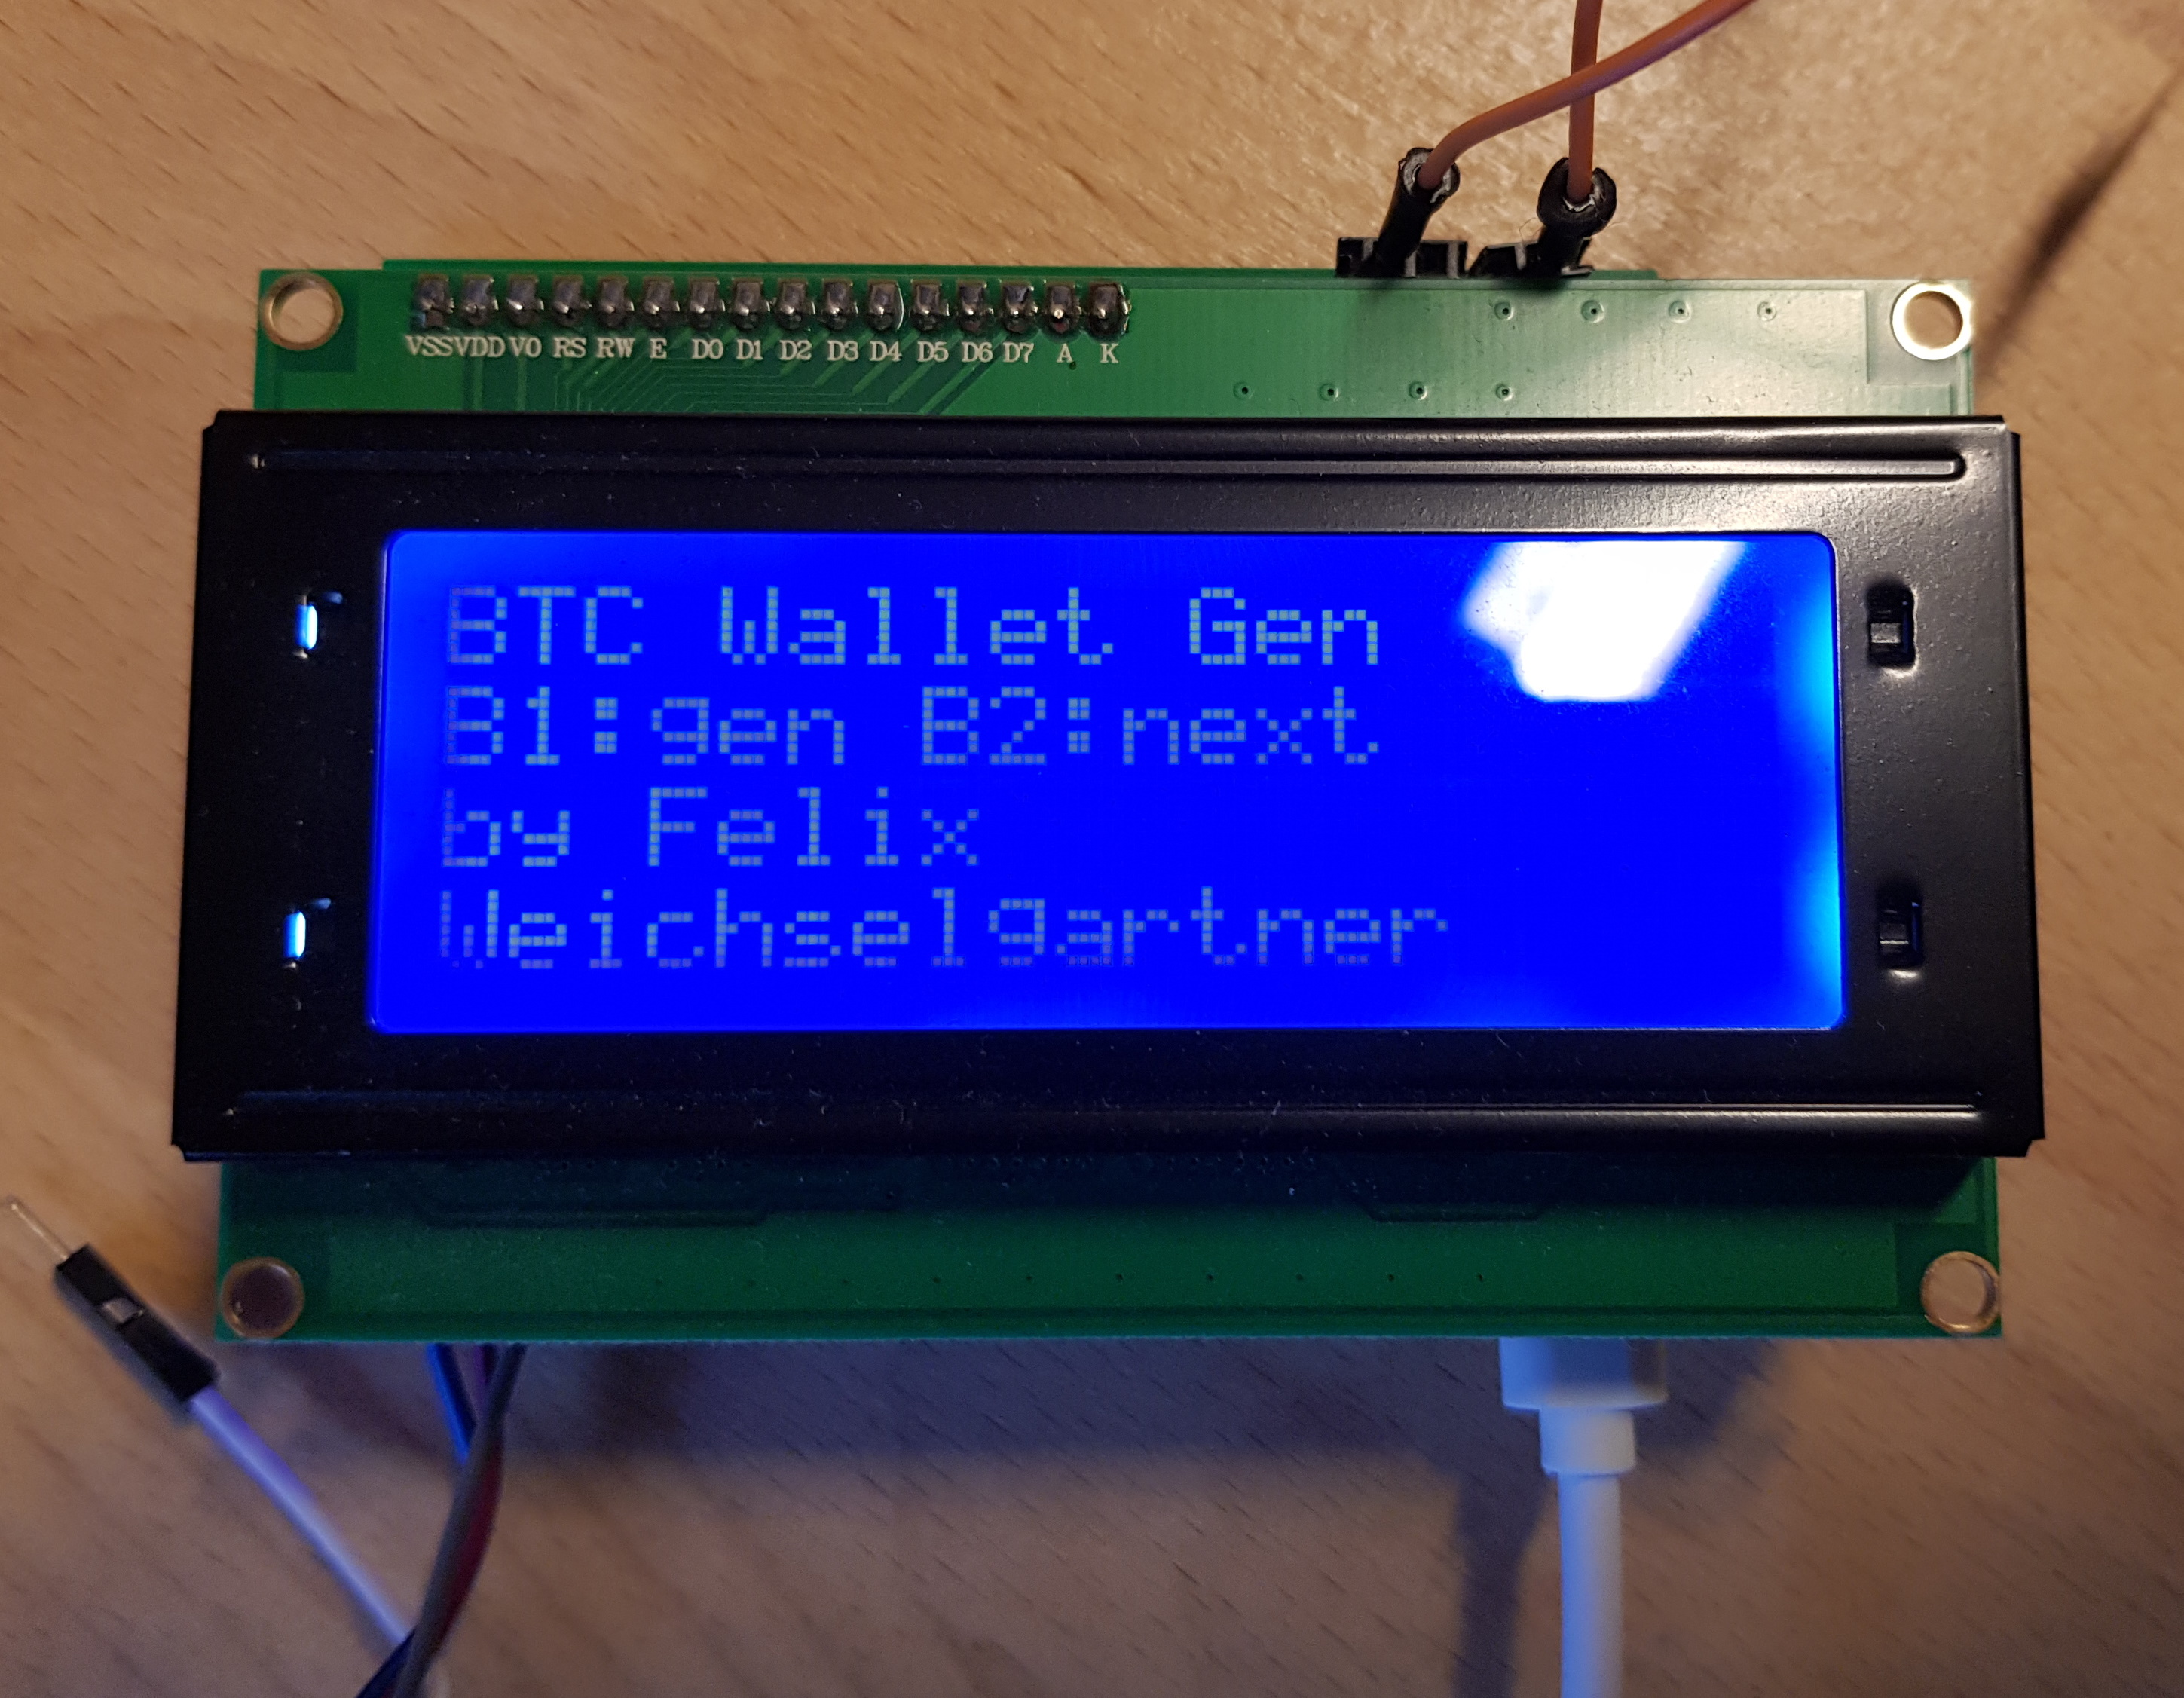 VSS VDD V0 RS RW E D0 D1 D2 D3 D4 D5 D6 D7 A K
BTC Wallet Gen
B1:gen B2:next
by Felix
Weichselgartner